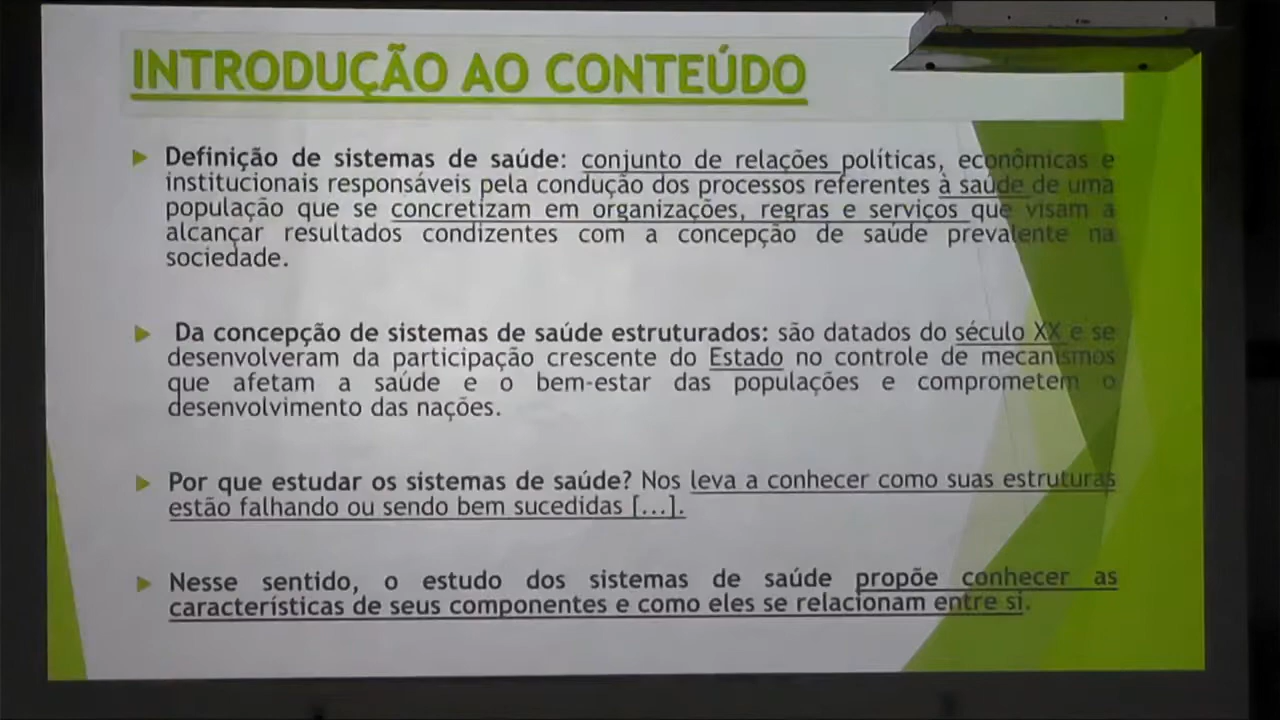 INTRODUÇÃO AO CONTEÚDO
Definição de sistemas de saúde: conjunto de relações políticas, econômicas e
institucionais responsáveis pela condução dos processos referentes à saúde de uma
população que se concretizam em organizações, regras e serviços que visam a
alcançar resultados condizentes com a concepção de saúde prevalente na
sociedade.
Da concepção de sistemas de saúde estruturados: são datados do século XX e se
desenvolveram da participação crescente do Estado no controle de mecanismos
que afetam a saúde e o bem-estar das populações e comprometem o
desenvolvimento das nações.
Por que estudar os sistemas de saúde? Nos leva a conhecer como suas estruturas
estão falhando ou sendo bem sucedidas [...].
Nesse sentido, o estudo dos sistemas de saúde propõe conhecer as
características de seus componentes e como eles se relacionam entre si.